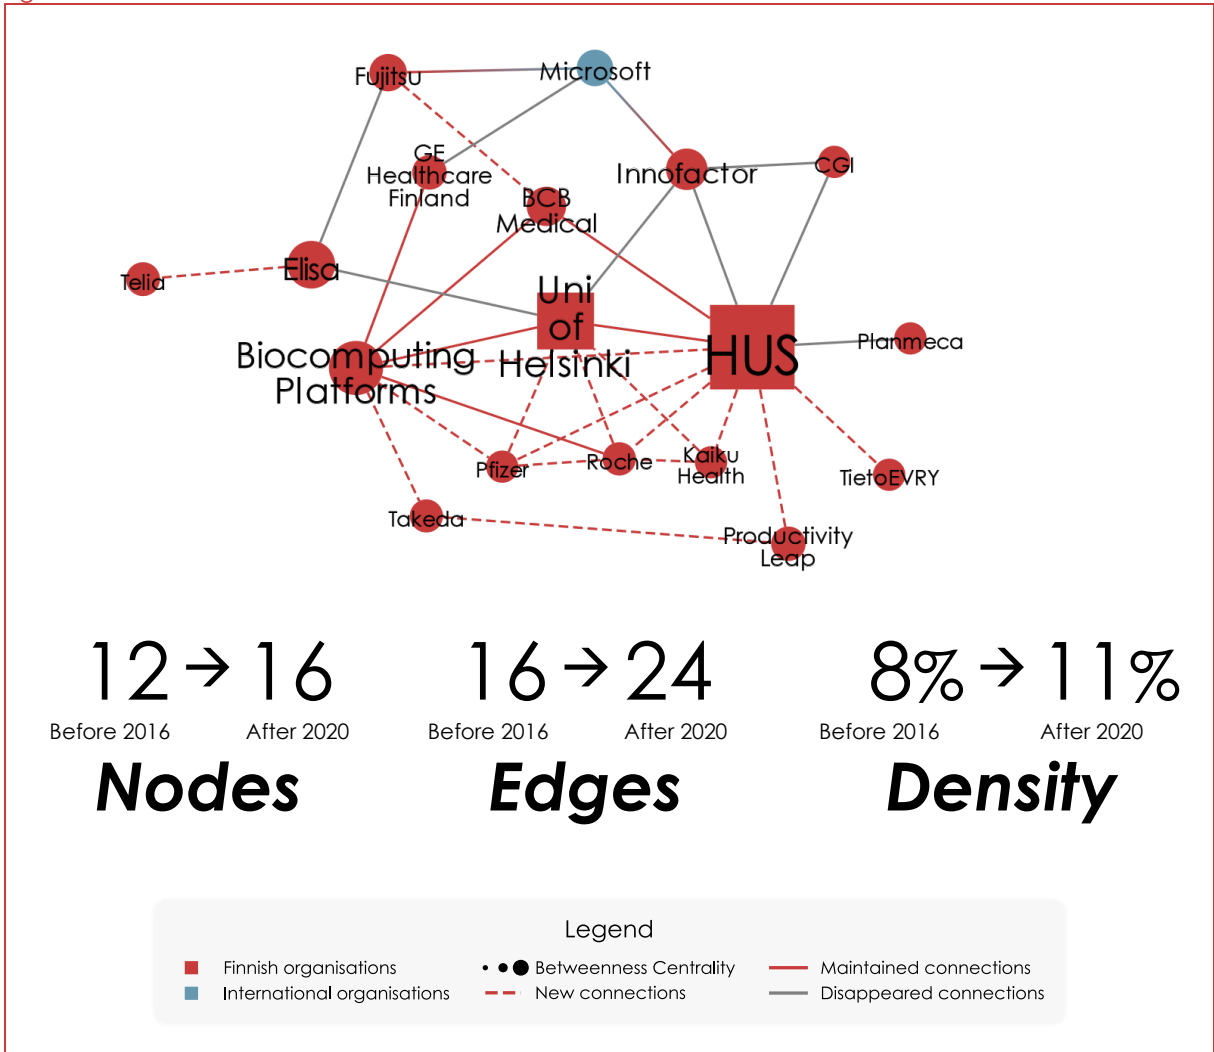 Fujitsu
Microsoft
GE
Healthcare
Finland
BCB
Medical
Innofactor
CGI
Telia
Elisa
Uni
of
Helsinki
HUS
Planmeca
Biocomputing
Platforms
Pfizer
Roche
Kaiku
Health
TietoEVRY
Takeda
Productivity
Leap
12 → 16
Before 2016 After 2020
Nodes
16 → 24
Before 2016 After 2020
Edges
8% → 11%
Before 2016 After 2020
Density
Legend
Finnish organisations
International organisations
Betweenness Centrality
New connections
Maintained connections
Disappeared connections